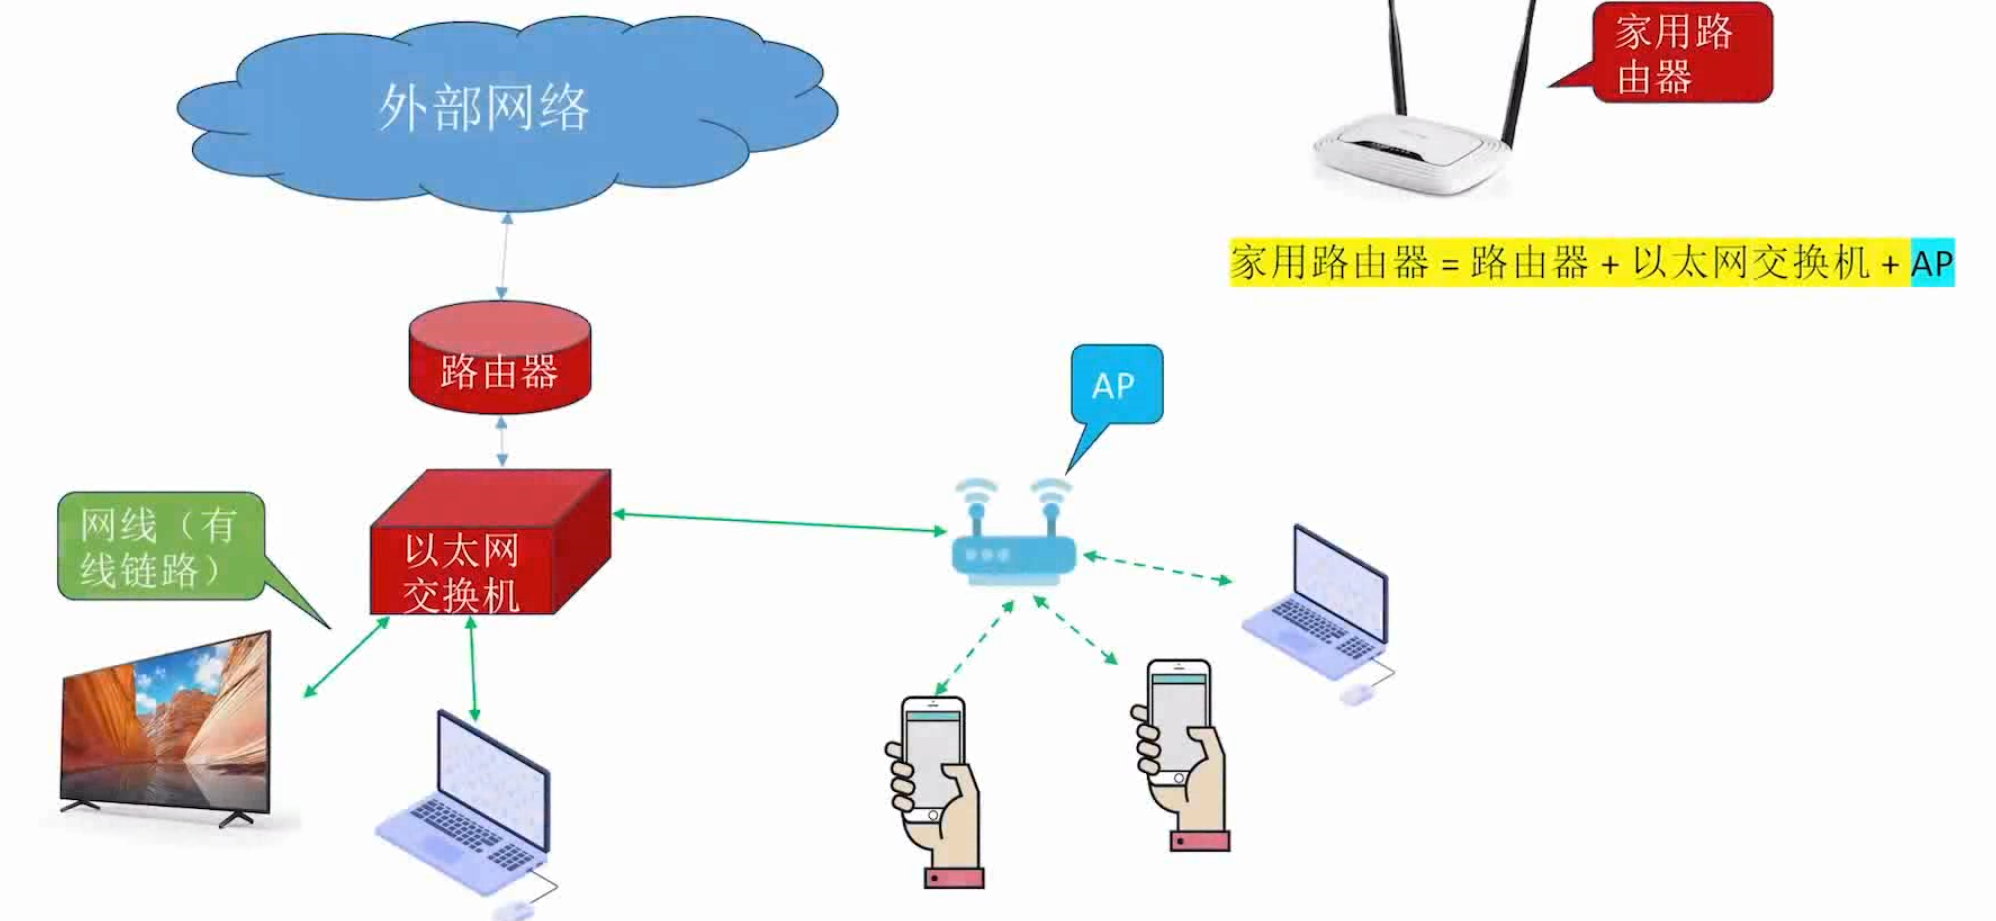 外部网络
家用路
由器
家用路由器 = 路由器 + 以太网交换机 + AP
路由器
AP
网线（有
线链路）
以太网
交换机